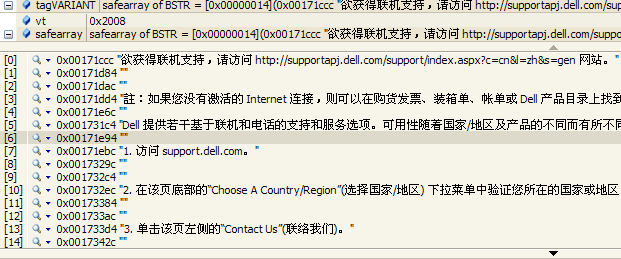 tagVARIANT safearray of BSTR = [0x00000014](0x00171ccc "欲获得联机支持，请访问 http://supportapj.dell.com/sup
vt 0x2008
safearray safearray of BSTR = [0x00000014](0x00171ccc "欲获得联机支持，请访问 http://supportapj.dell.com/su
[0] 0x00171ccc "欲获得联机支持，请访问 http://supportapj.dell.com/support/index.aspx?c=cn&l=zh&s=gen 网站。"
[1] 0x00171d84 ""
[2] 0x00171dac ""
[3] 0x00171dd4 "註：如果您没有激活的 Internet 连接，则可以在购货发票、装箱单、帐单或 Dell 产品目录上找到
[4] 0x00171e6c ""
[5] 0x001731c4 "Dell 提供若干基于联机和电话的支持和服务选项。可用性随着国家/地区及产品的不同而有所不同
[6] 0x00171e94 ""
[7] 0x00171ebc "1. 访问 support.dell.com。"
[8] 0x0017329c ""
[9] 0x001732c4 ""
[10] 0x001732ec "2. 在该页底部的“Choose A Country/Region”(选择国家/地区) 下拉菜单中验证您所在的国家或地区
[11] 0x00173384 ""
[12] 0x001733ac ""
[13] 0x001733d4 "3. 单击该页左侧的“Contact Us”(联络我们)。"
[14] 0x0017342c ""